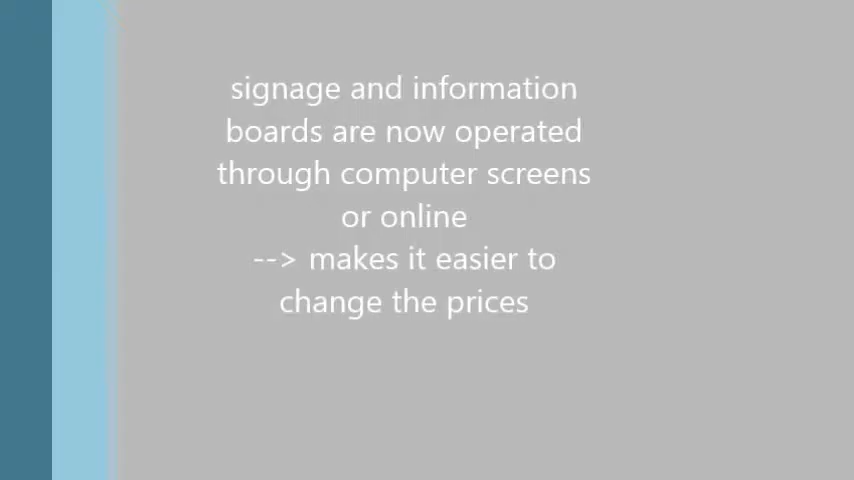 signage and information
boards are now operated
through computer screens
or online
--> makes it easier to
change the prices